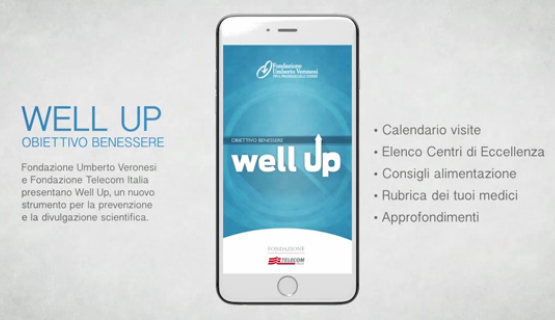 WELL UP
OBIETTIVO BENESSERE
Fondazione Umberto Veronesi
e Fondazione Telecom Italia
presentano Well Up, un nuovo
strumento per la prevenzione
e la divulgazione scientifica.
Fondazione
Umberto Veronesi
OBIETTIVO BENESSERE
well Up
FONDAZIONE
TELECOM
• Calendario visite
• Elenco Centri di Eccellenza
• Consigli alimentazione
• Rubrica dei tuoi medici
• Approfondimenti